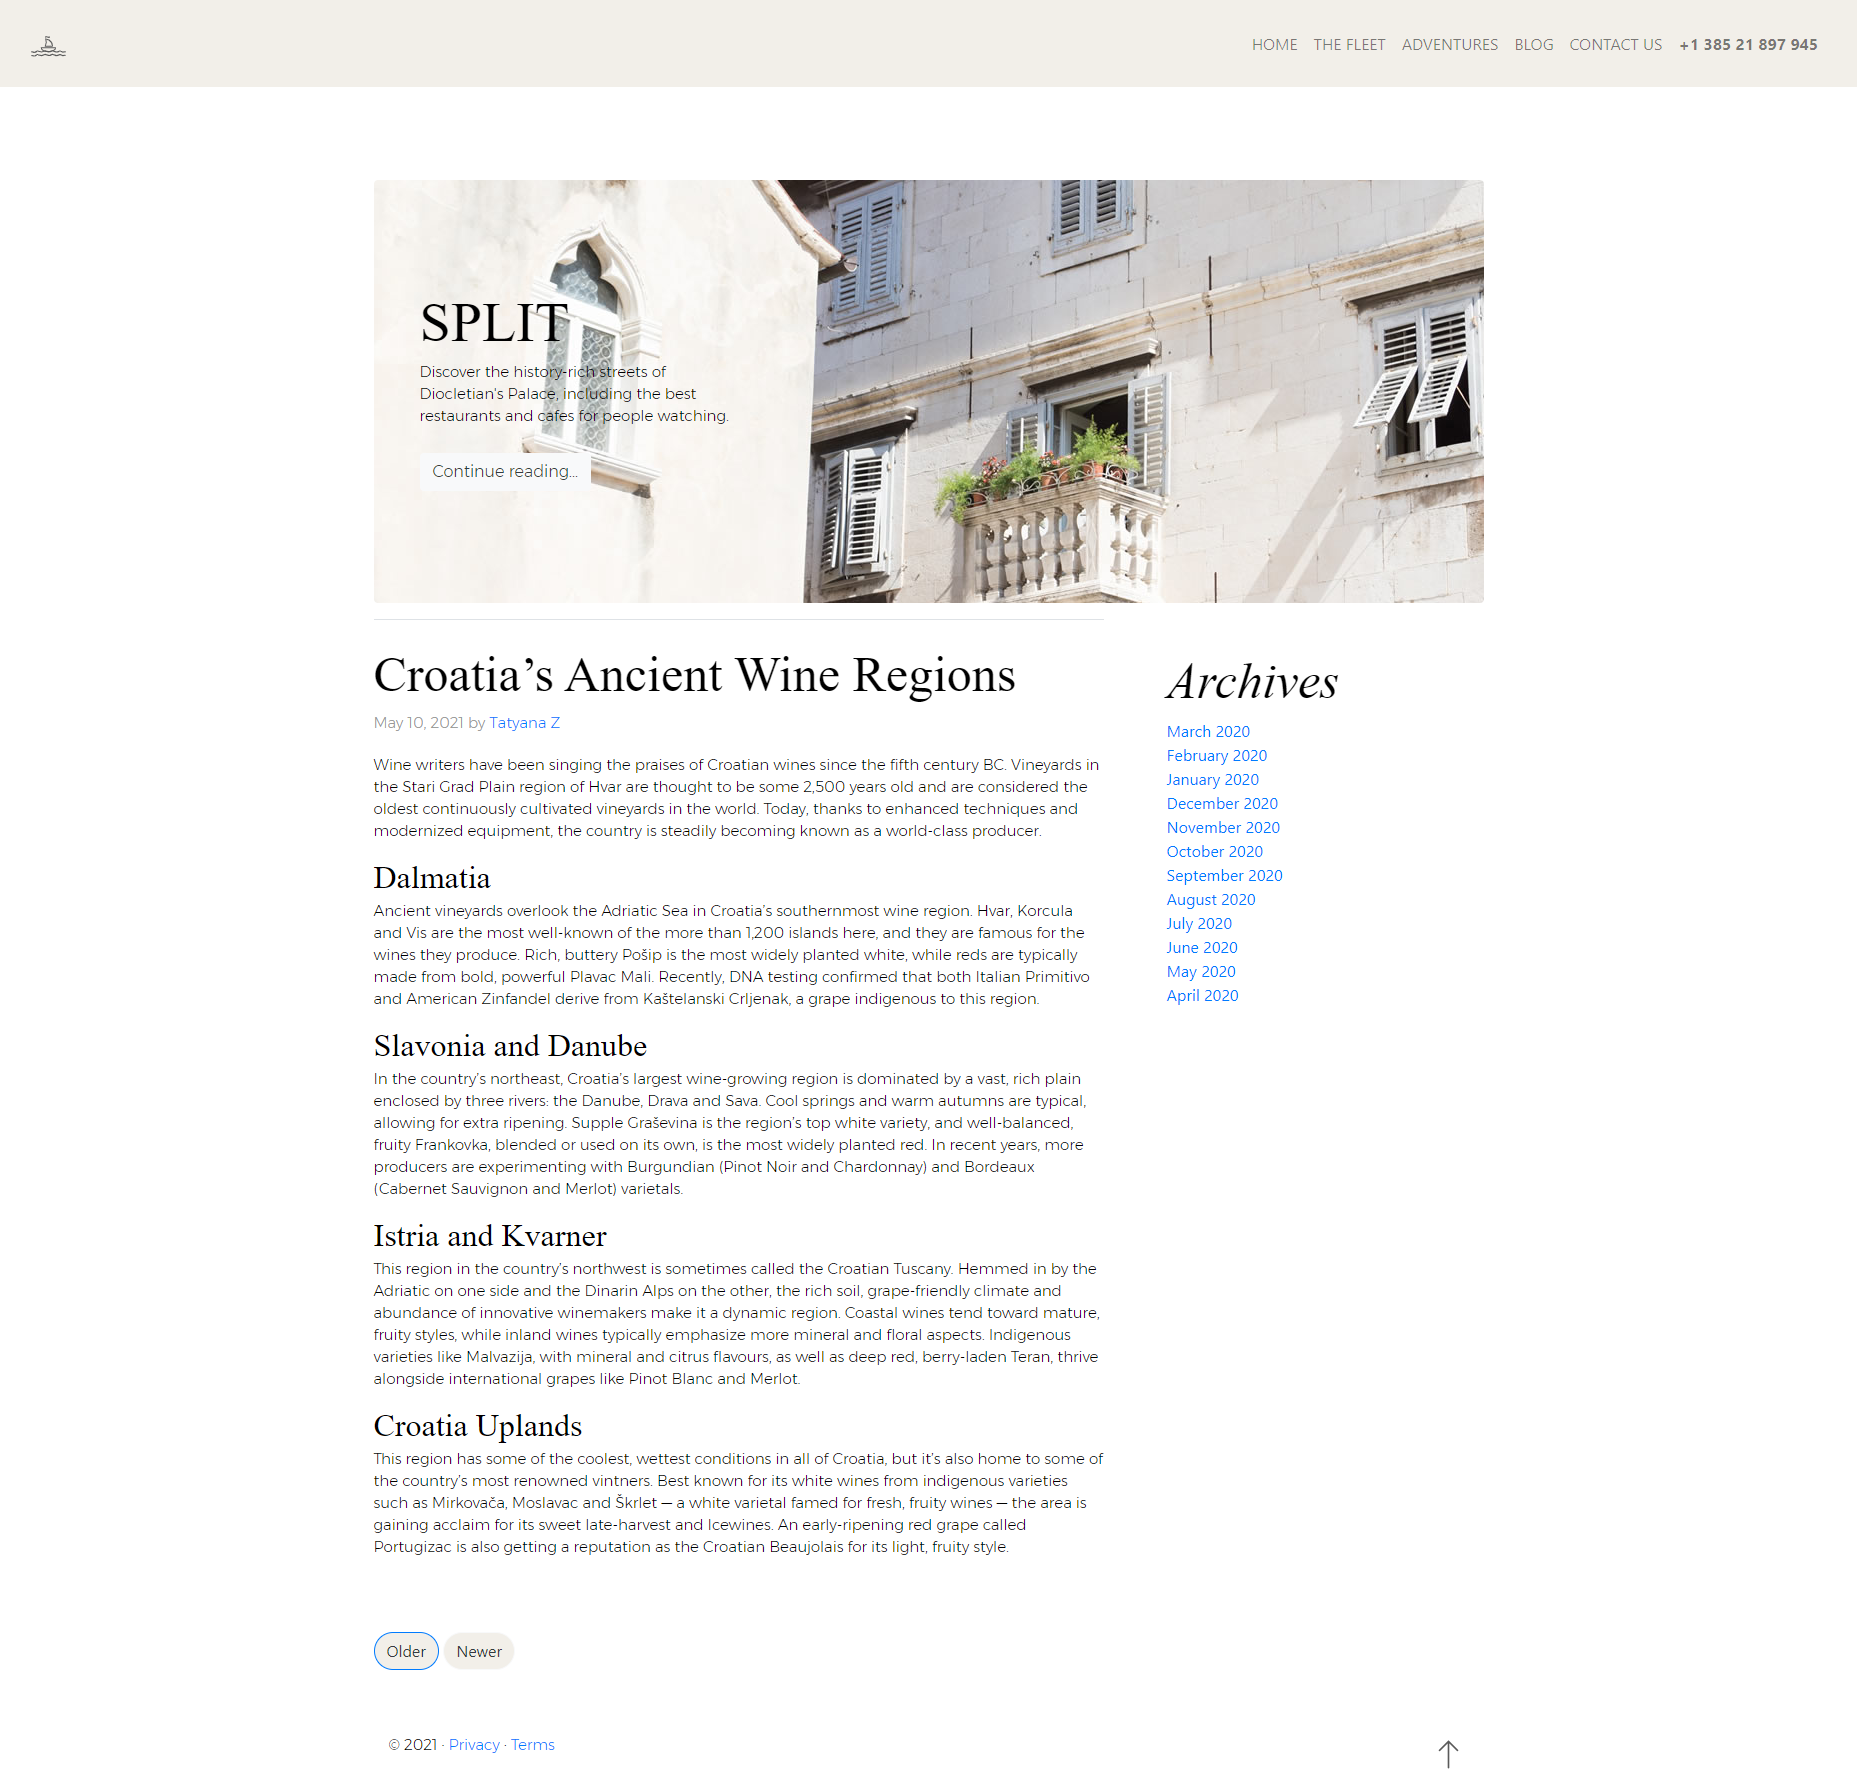 HOME THE FLEET ADVENTURES BLOG CONTACT US +1 385 21 897 945
SPLIT
Discover the history-rich streets of
Diocletian's Palace, including the best
restaurants and cafes for people watching.
Continue reading...
Croatia’s Ancient Wine Regions
May 10, 2021 by Tatyana Z
Wine writers have been singing the praises of Croatian wines since the fifth century BC. Vineyards in
the Stari Grad Plain region of Hvar are thought to be some 2,500 years old and are considered the
oldest continuously cultivated vineyards in the world. Today, thanks to enhanced techniques and
modernized equipment, the country is steadily becoming known as a world-class producer.
Dalmatia
Ancient vineyards overlook the Adriatic Sea in Croatia’s southernmost wine region. Hvar, Korcula
and Vis are the most well-known of the more than 1,200 islands here, and they are famous for the
wines they produce. Rich, buttery Pošip is the most widely planted white, while reds are typically
made from bold, powerful Plavac Mali. Recently, DNA testing confirmed that both Italian Primitivo
and American Zinfandel derive from Kaštelanski Crljenak, a grape indigenous to this region.
Slavonia and Danube
In the country’s northeast, Croatia’s largest wine-growing region is dominated by a vast, rich plain
enclosed by three rivers: the Danube, Drava and Sava. Cool springs and warm autumns are typical,
allowing for extra ripening. Supple Graševina is the region’s top white variety, and well-balanced,
fruity Frankovka, blended or used on its own, is the most widely planted red. In recent years, more
producers are experimenting with Burgundian (Pinot Noir and Chardonnay) and Bordeaux
(Cabernet Sauvignon and Merlot) varietals.
Istria and Kvarner
This region in the country’s northwest is sometimes called the Croatian Tuscany. Hemmed in by the
Adriatic on one side and the Dinarin Alps on the other, the rich soil, grape-friendly climate and
abundance of innovative winemakers make it a dynamic region. Coastal wines tend toward mature,
fruity styles, while inland wines typically emphasize more mineral and floral aspects. Indigenous
varieties like Malvazija, with mineral and citrus flavours, as well as deep red, berry-laden Teran, thrive
alongside international grapes like Pinot Blanc and Merlot.
Croatia Uplands
This region has some of the coolest, wettest conditions in all of Croatia, but it’s also home to some of
the country’s most renowned vintners. Best known for its white wines from indigenous varieties
such as Mirkovača, Moslavac and Škrlet — a white varietal famed for fresh, fruity wines — the area is
gaining acclaim for its sweet late-harvest and Icewines. An early-ripening red grape called
Portugizac is also getting a reputation as the Croatian Beaujolais for its light, fruity style.
Older Newer
Archives
March 2020
February 2020
January 2020
December 2020
November 2020
October 2020
September 2020
August 2020
July 2020
June 2020
May 2020
April 2020
© 2021 · Privacy · Terms